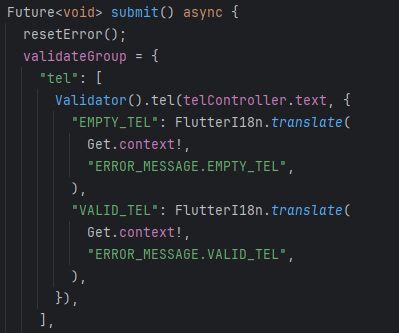 Future<void> submit() async {
resetError();
validateGroup = {
"tel": [
Validator().tel(telController.text, {
"EMPTY_TEL": FlutterI18n.translate(
Get.context!,
"ERROR_MESSAGE.EMPTY_TEL",
),
"VALID_TEL": FlutterI18n.translate(
Get.context!,
"ERROR_MESSAGE.VALID_TEL",
),
}),
],